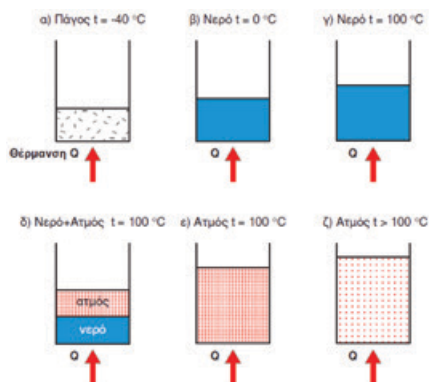 α) Πάγος t = -40 °C
β) Νερό t = 0 °C
γ) Νερό t = 100 °C
Θέρμανση Q
Q
Q
δ) Νερό+Ατμός t = 100 °C
ε) Ατμός t = 100 °C
ζ) Ατμός t > 100 °C
ατμός
νερό
Q
Q
Q